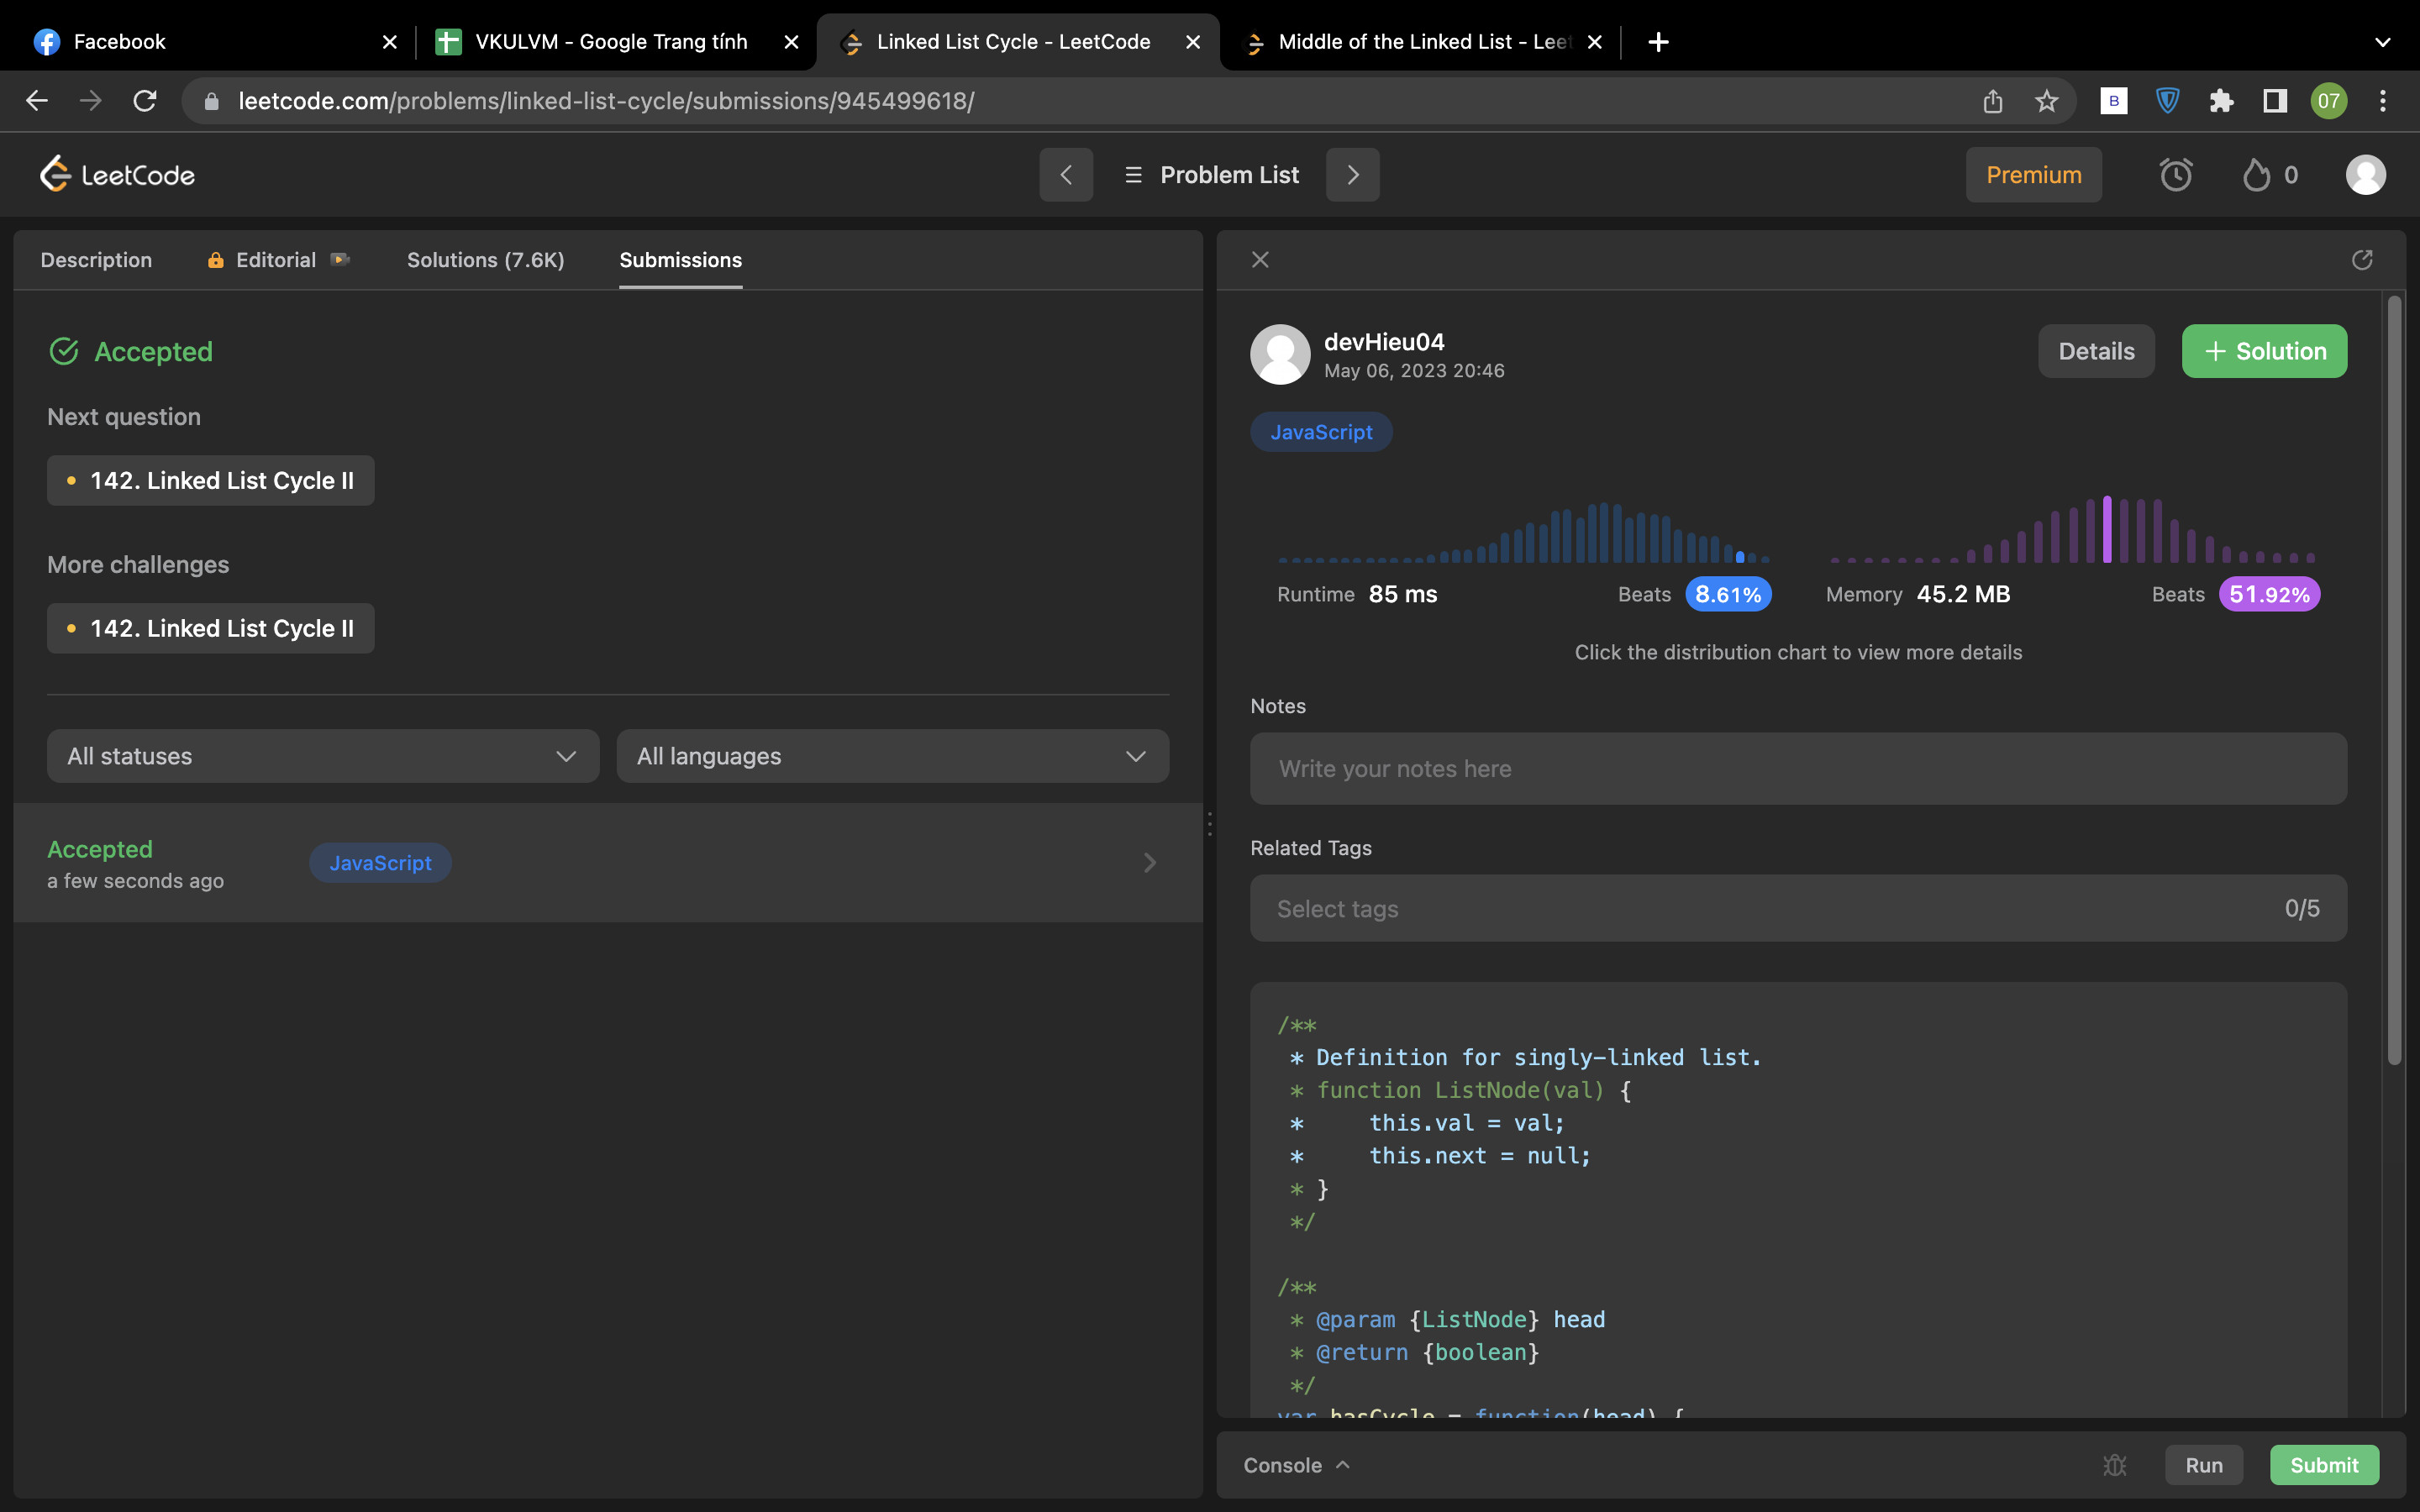 Facebook
VKULVM - Google Trang tính
Linked List Cycle - LeetCode
Middle of the Linked List - Leet
leetcode.com/problems/linked-list-cycle/submissions/945499618/
B
07
LeetCode
Problem List
Premium
0
Description
Editorial
Solutions (7.6K)
Submissions
Accepted
Next question
142. Linked List Cycle II
More challenges
142. Linked List Cycle II
All statuses
All languages
Accepted
a few seconds ago
JavaScript
devHieu04
May 06, 2023 20:46
Details
+ Solution
JavaScript
Runtime 85 ms
Beats 8.61%
Memory 45.2 MB
Beats 51.92%
Click the distribution chart to view more details
Notes
Write your notes here
Related Tags
Select tags
0/5
/**
 * Definition for singly-linked list.
 * function ListNode(val) {
 *     this.val = val;
 *     this.next = null;
 * }
 */
/**
 * @param {ListNode} head
 * @return {boolean}
 */
var hasCycle = function(head) {
Console
Run
Submit